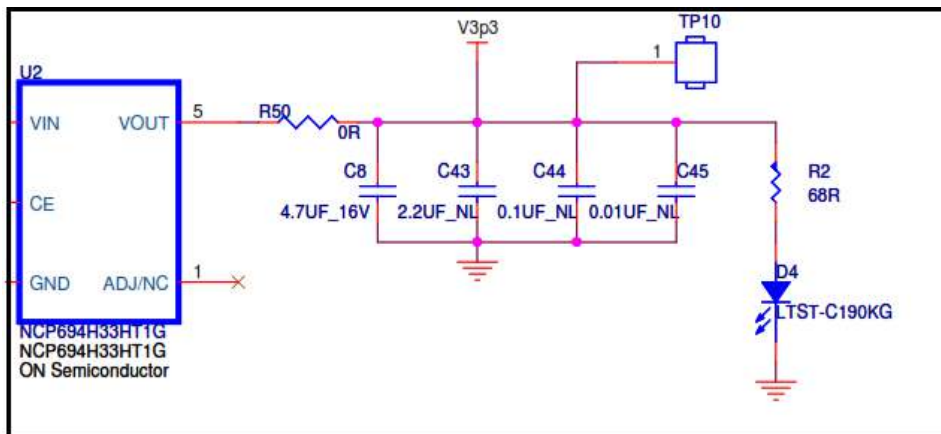 V3p3
TP10
1
U2
VIN
VOUT
5
R50
0R
CE
GND
ADJ/NC
1
C8
4.7UF_16V
C43
2.2UF_NL
C44
0.1UF_NL
C45
0.01UF_NL
R2
68R
D4
LTST-C190KG
NCP694H33HT1G
NCP694H33HT1G
ON Semiconductor